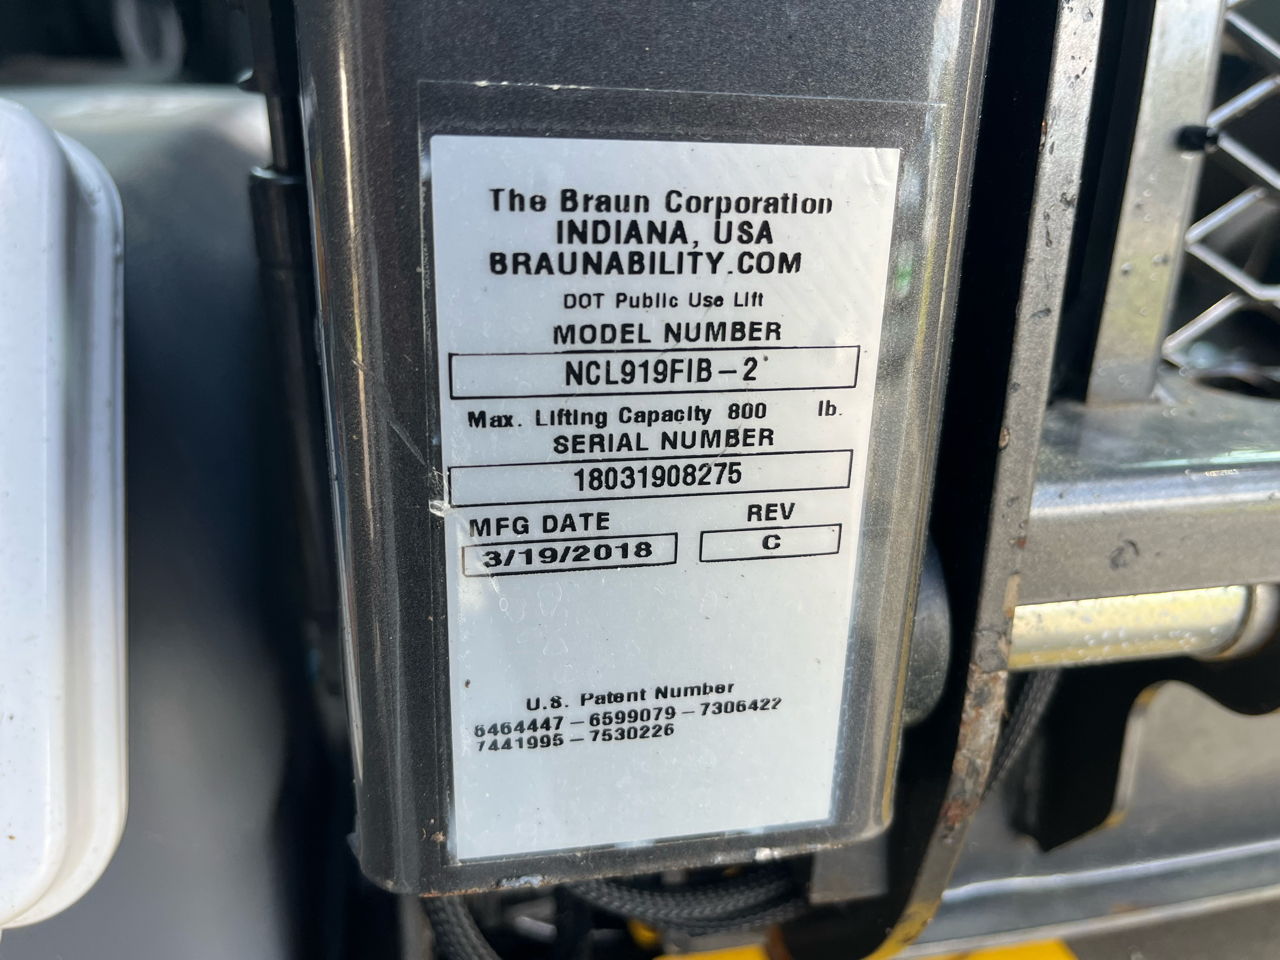 The Braun Corporation
INDIANA, USA
BRAUNABILITY.COM
DOT Public Use Lift
MODEL NUMBER
NCL919FIB-2
Max. Lifting Capacity 800 lb.
SERIAL NUMBER
18031908275
MFG DATE REV
3/19/2018 C
U.S. Patent Number
6464447-6599079-7306422
7441995-7530226